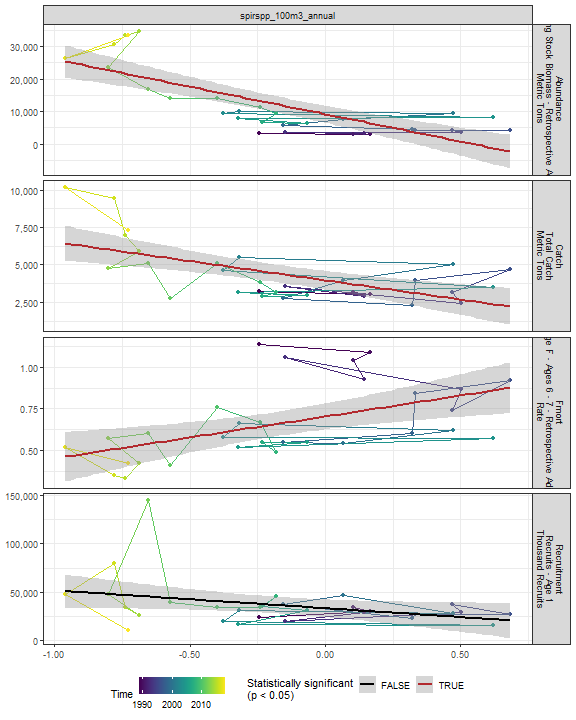 spirspp_100m3_annual
30,000
20,000
10,000
0
Abundance
ng Stock Biomass - Retrospective A
Metric Tons
10,000
7,500
5,000
2,500
Catch
Total Catch
Metric Tons
1.00
0.75
0.50
Fmort
ge F - Ages 6 - 7 - Retrospective Ad
Rate
150,000
100,000
50,000
0
Recruitment
Recruits - Age 1
Thousand Recruits
-1.00 -0.50 0.00 0.50
Time 1990 2000 2010
Statistically significant
(p < 0.05)
FALSE TRUE